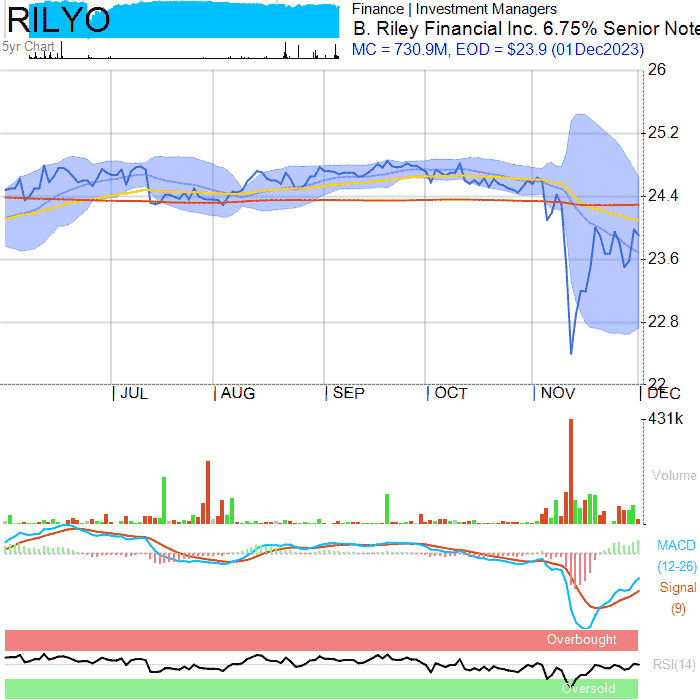 RILYO
Finance | Investment Managers
B. Riley Financial Inc. 6.75% Senior Note
5yr Chart
MC = 730.9M, EOD = $23.9 (01Dec2023)
26
25.2
24.4
23.6
22.8
22
JUL AUG SEP OCT NOV DEC
431k
Volume
MACD
(12-26)
Signal
(9)
Overbought
RSI(14)
Oversold